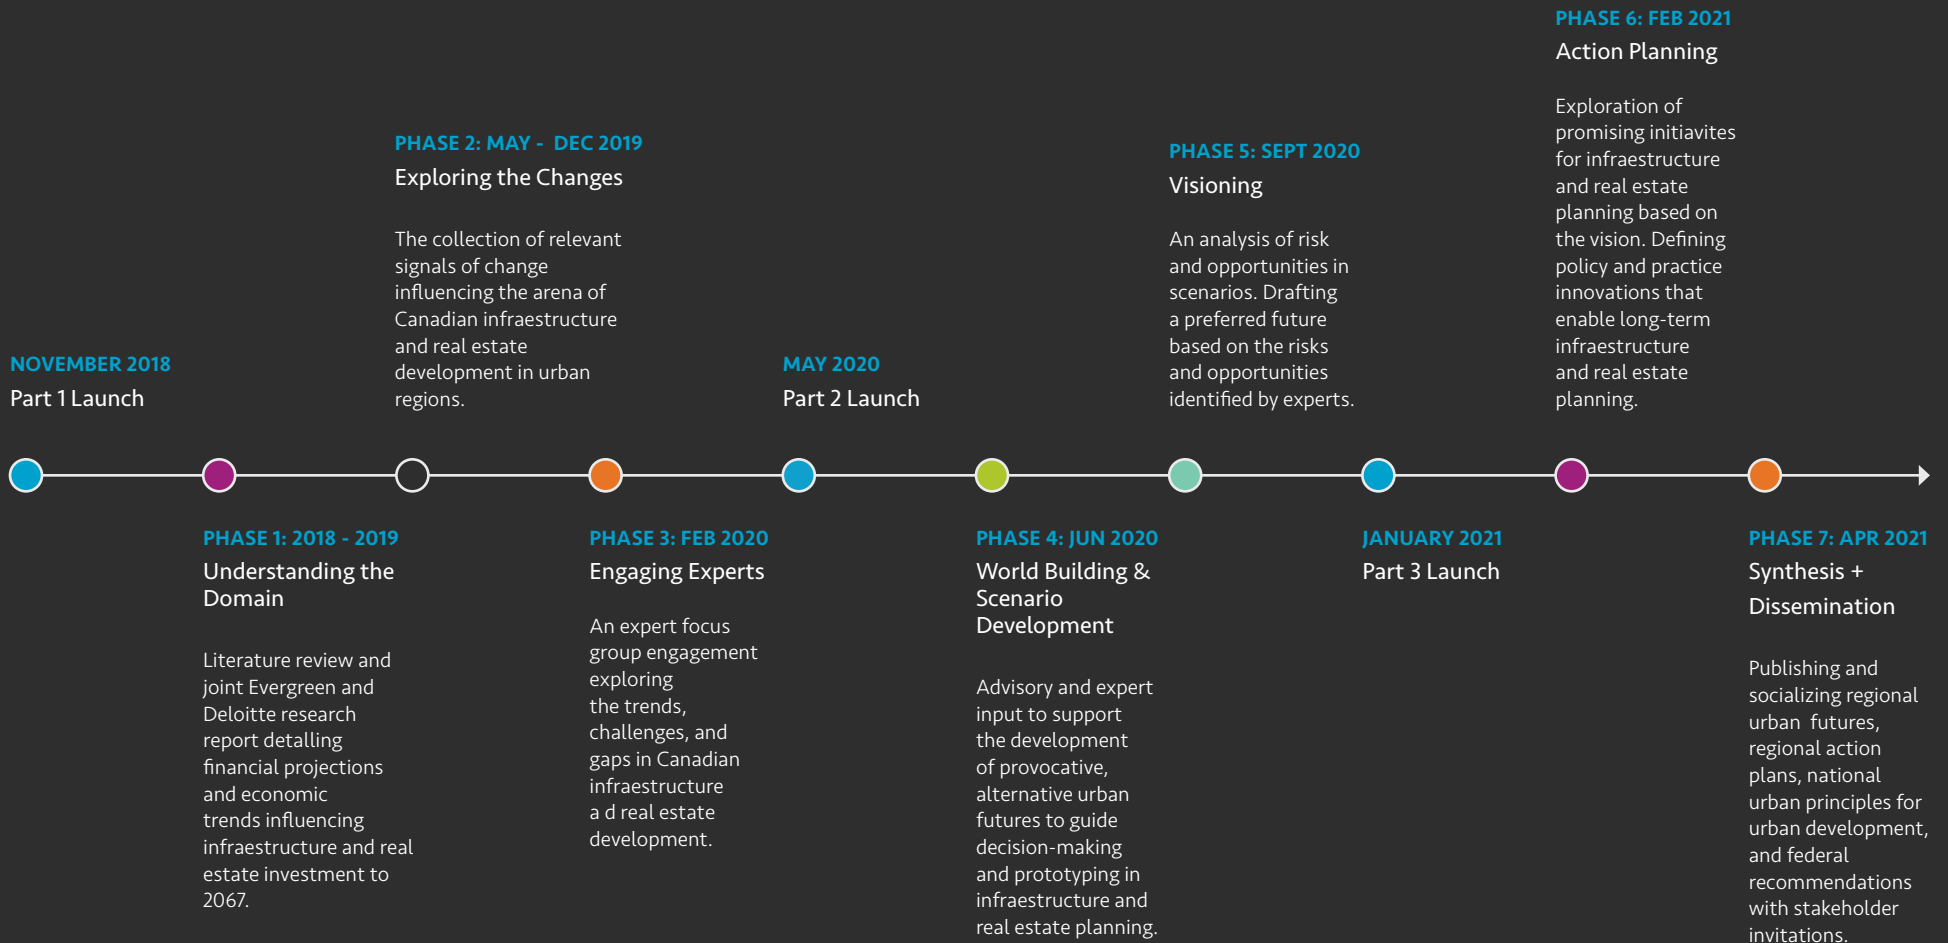 NOVEMBER 2018
Part 1 Launch
PHASE 1: 2018 - 2019
Understanding the
Domain
Literature review and
joint Evergreen and
Deloitte research
report detalling
financial projections
and economic
trends influencing
infraestructure and real
estate investment to
2067.
PHASE 2: MAY - DEC 2019
Exploring the Changes
The collection of relevant
signals of change
influencing the arena of
Canadian infraestructure
and real estate
development in urban
regions.
PHASE 3: FEB 2020
Engaging Experts
An expert focus
group engagement
exploring
the trends,
challenges, and
gaps in Canadian
infraestructure
a d real estate
development.
MAY 2020
Part 2 Launch
PHASE 4: JUN 2020
World Building &
Scenario
Development
Advisory and expert
input to support
the development
of provocative,
alternative urban
futures to guide
decision-making
and prototyping in
infraestructure and
real estate planning.
PHASE 5: SEPT 2020
Visioning
An analysis of risk
and opportunities in
scenarios. Drafting
a preferred future
based on the risks
and opportunities
identified by experts.
JANUARY 2021
Part 3 Launch
PHASE 6: FEB 2021
Action Planning
Exploration of
promising initiavites
for infraestructure
and real estate
planning based on
the vision. Defining
policy and practice
innovations that
enable long-term
infraestructure
and real estate
planning.
PHASE 7: APR 2021
Synthesis +
Dissemination
Publishing and
socializing regional
urban futures,
regional action
plans, national
urban principles for
urban development,
and federal
recommendations
with stakeholder
invitations.